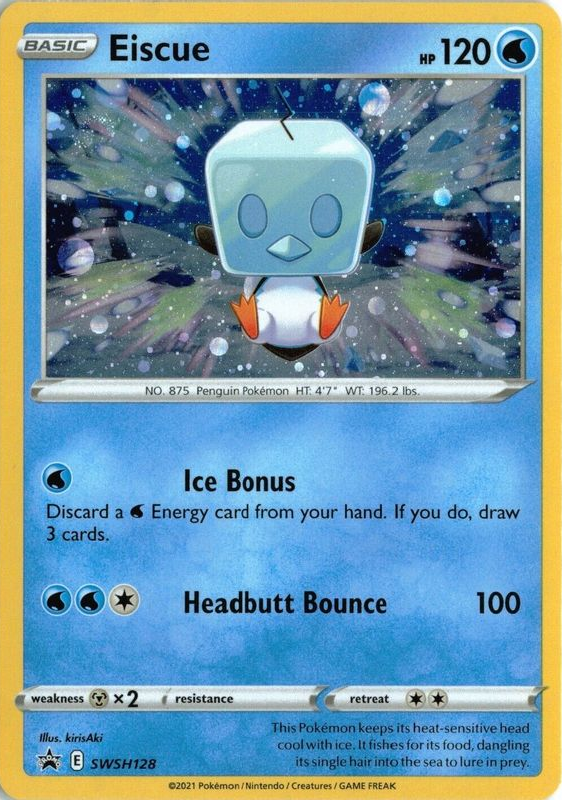 BASIC Eiscue HP 120
NO. 875 Penguin Pokémon HT: 4'7" WT: 196.2 lbs.
Ice Bonus
Discard a Energy card from your hand. If you do, draw
3 cards.
Headbutt Bounce 100
weakness ×2 resistance retreat
Illus. kirisAki
This Pokémon keeps its heat-sensitive head
cool with ice. It fishes for its food, dangling
its single hair into the sea to lure in prey.
E SWSH128
©2021 Pokémon / Nintendo / Creatures / GAME FREAK